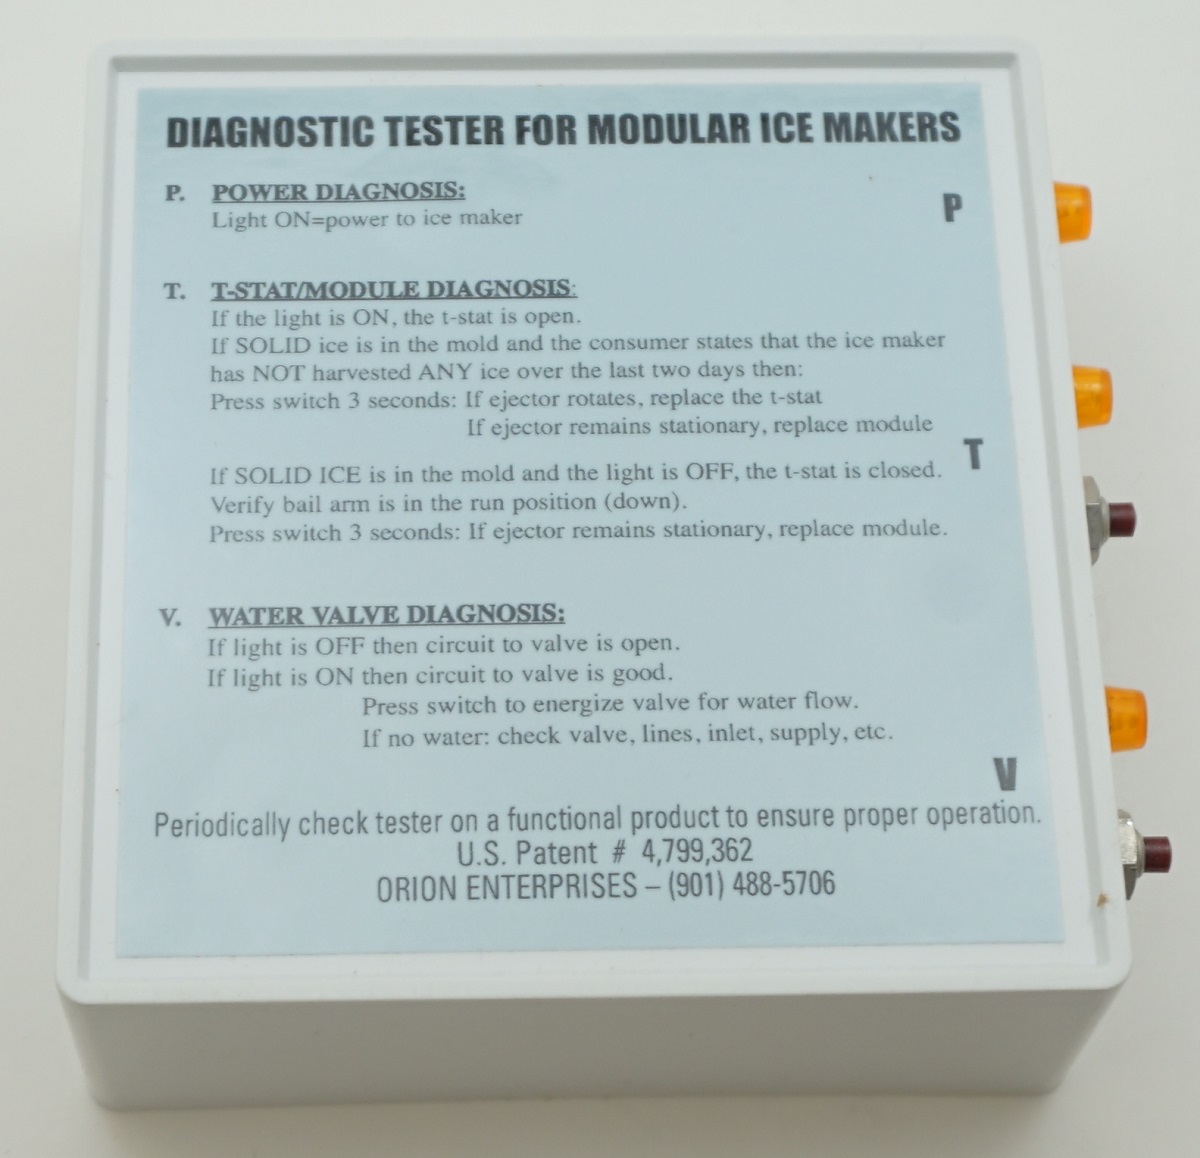 DIAGNOSTIC TESTER FOR MODULAR ICE MAKERS
P. POWER DIAGNOSIS:
Light ON=power to ice maker
P
T. T-STAT/MODULE DIAGNOSIS:
If the light is ON, the t-stat is open.
If SOLID ice is in the mold and the consumer states that the ice maker
has NOT harvested ANY ice over the last two days then:
Press switch 3 seconds: If ejector rotates, replace the t-stat
If ejector remains stationary, replace module
T
If SOLID ICE is in the mold and the light is OFF, the t-stat is closed.
Verify bail arm is in the run position (down).
Press switch 3 seconds: If ejector remains stationary, replace module.
V. WATER VALVE DIAGNOSIS:
If light is OFF then circuit to valve is open.
If light is ON then circuit to valve is good.
Press switch to energize valve for water flow.
If no water: check valve, lines, inlet, supply, etc.
V
Periodically check tester on a functional product to ensure proper operation.
U.S. Patent # 4,799,362
ORION ENTERPRISES – (901) 488-5706